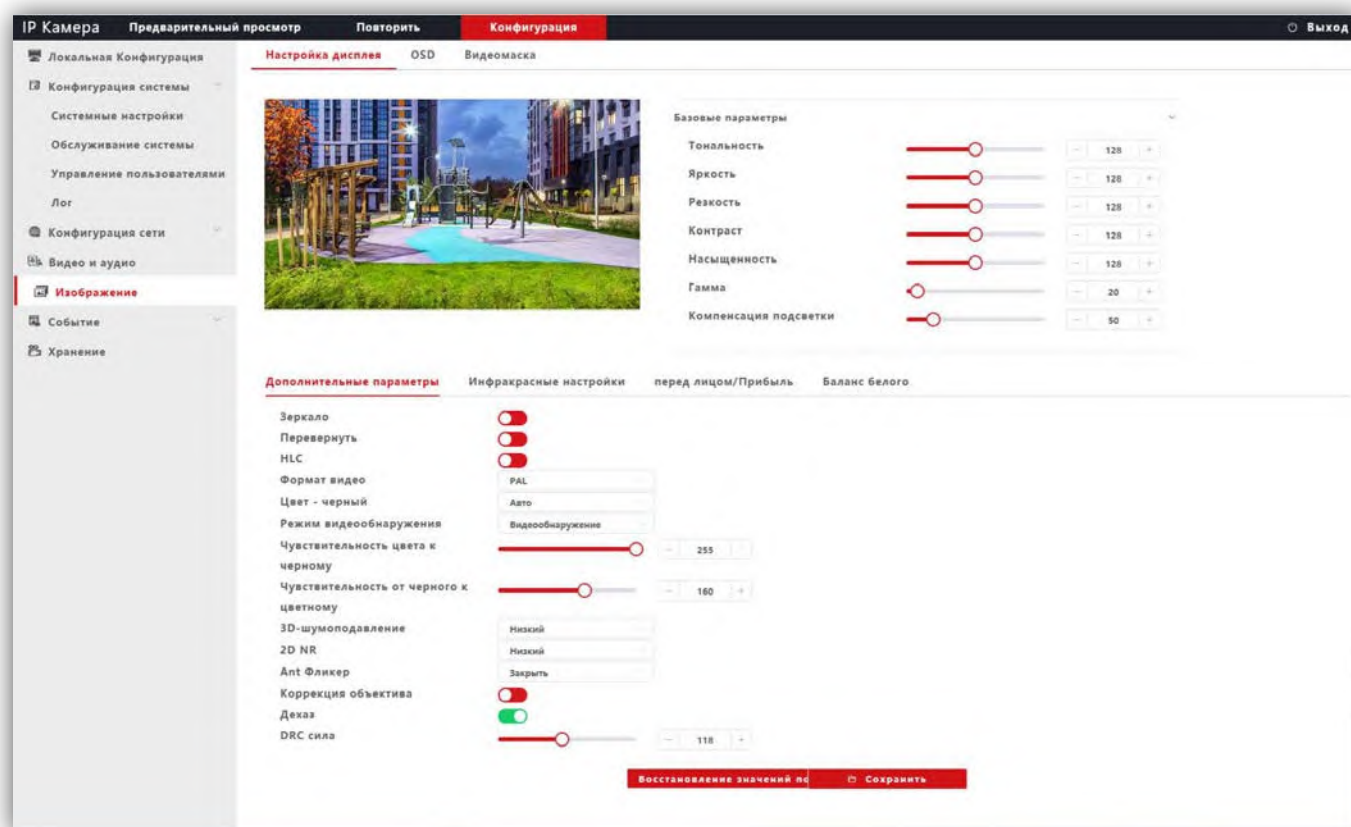 IP Камера Предварительный просмотр Повторить Конфигурация Выход
Локальная Конфигурация
Конфигурация системы
Системные настройки
Обслуживание системы
Управление пользователями
Лог
Конфигурация сети
Видео и аудио
Изображение
Событие
Хранение
Настройка дисплея OSD Видеомаска
Базовые параметры
Тональность 128
Яркость 128
Резкость 128
Контраст 128
Насыщенность 128
Гамма 20
Компенсация подсветки 50
Дополнительные параметры Инфракрасные настройки перед лицом/Прибыль Баланс белого
Зеркало
Перевернуть
HLC
Формат видео PAL
Цвет - черный Авто
Режим видеообнаружения Видеообнаружение
Чувствительность цвета к 255
черному
Чувствительность от черного к 160
цветному
3D-шумоподавление Низкий
2D NR Низкий
Ant Фликер Закрыть
Коррекция объектива
Дехаз
DRC сила 118
Восстановление значений по Сохранить